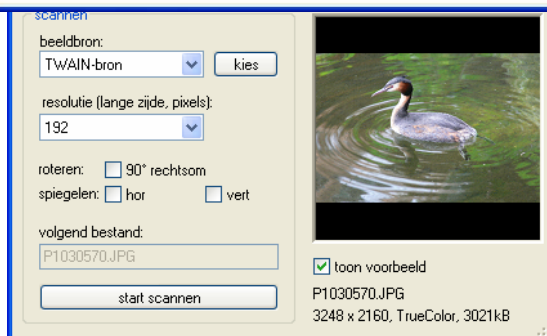 scannen
beeldbron:
TWAIN-bron
kies
resolutie (lange zijde, pixels):
192
roteren: 90° rechtsom
spiegelen: hor vert
volgend bestand:
P1030570.JPG
start scannen
toon voorbeeld
P1030570.JPG
3248 x 2160, TrueColor, 3021kB